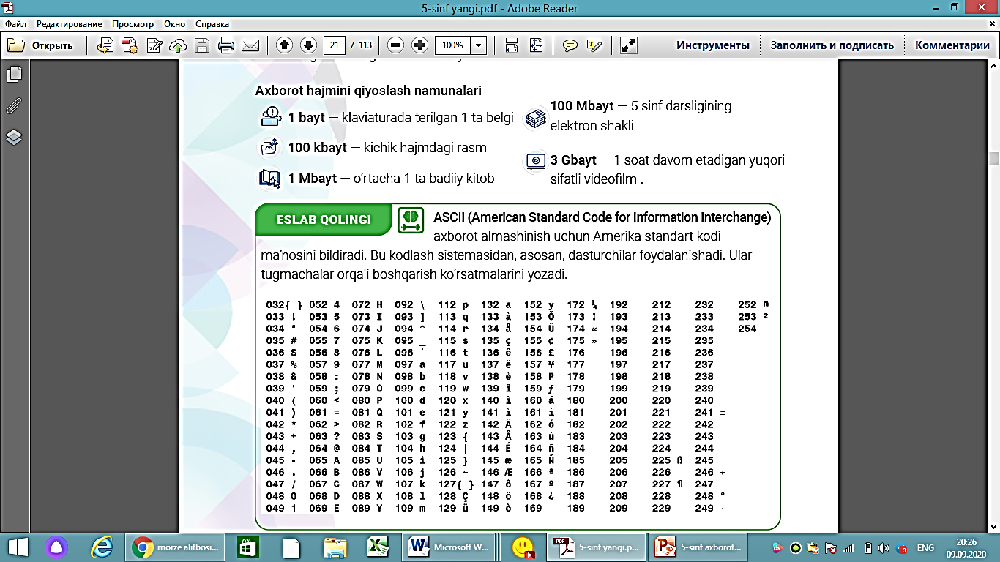 5-sinf yangi.pdf - Adobe Reader
Файл Редактирование Просмотр Окно Справка
Открыть 21 / 113 100% Инструменты Заполнить и подписать Комментарии
Axborot hajmini qiyoslash namunalari
1 bayt — klaviaturada terilgan 1 ta belgi
100 kbayt — kichik hajmdagi rasm
1 Mbayt — o'rtacha 1 ta badiiy kitob
100 Mbayt — 5 sinf darsligining
elektron shakli
3 Gbayt — 1 soat davom etadigan yuqori
sifatli videofilm .
ESLAB QOLING!
ASCII (American Standard Code for Information Interchange)
axborot almashinish uchun Amerika standart kodi
ma'nosini bildiradi. Bu kodlash sistemasidan, asosan, dasturchilar foydalanishadi. Ular
tugmachalar orqali boshqarish ko'rsatmalarini yozadi.
032{ } 052 4 072 H 092 \ 112 p 132 ä 152 ÿ 172 ¼ 192 212 232 252 n
033 ! 053 5 073 I 093 ] 113 q 133 à 153 Ö 173 ¡ 193 213 233 253 ²
034 " 054 6 074 J 094 ^ 114 r 134 å 154 Ü 174 « 194 214 234 254
035 # 055 7 075 K 095 _ 115 s 135 ç 155 ¢ 175 » 195 215 235
036 $ 056 8 076 L 096 ` 116 t 136 ê 156 £ 176 196 216 236
037 % 057 9 077 M 097 a 117 u 137 ë 157 ¥ 177 197 217 237
038 & 058 : 078 N 098 b 118 v 138 è 158 P 178 198 218 238
039 ' 059 ; 079 O 099 c 119 w 139 ï 159 ƒ 179 199 219 239
040 ( 060 < 080 P 100 d 120 x 140 î 160 á 180 200 220 240
041 ) 061 = 081 Q 101 e 121 y 141 ì 161 í 181 201 221 241 ±
042 * 062 > 082 R 102 f 122 z 142 Ä 162 ó 182 202 222 242
043 + 063 ? 083 S 103 g 123 { 143 Å 163 ú 183 203 223 243
044 , 064 @ 084 T 104 h 124 | 144 É 164 ñ 184 204 224 244
045 - 065 A 085 U 105 i 125 } 145 æ 165 Ñ 185 205 225 ß 245
046 . 066 B 086 V 106 j 126 ~ 146 Æ 166 ª 186 206 226 246 ÷
047 / 067 C 087 W 107 k 127{ } 147 ô 167 º 187 207 227 ¶ 247
048 0 068 D 088 X 108 l 128 Ç 148 ö 168 ¿ 188 208 228 248 °
049 1 069 E 089 Y 109 m 129 ü 149 ò 169 189 209 229 249 ·
morze alifbosi... Microsoft W... 5-sinf yangi.p... 5-sinf axborot... ENG 20:26
09.09.2020